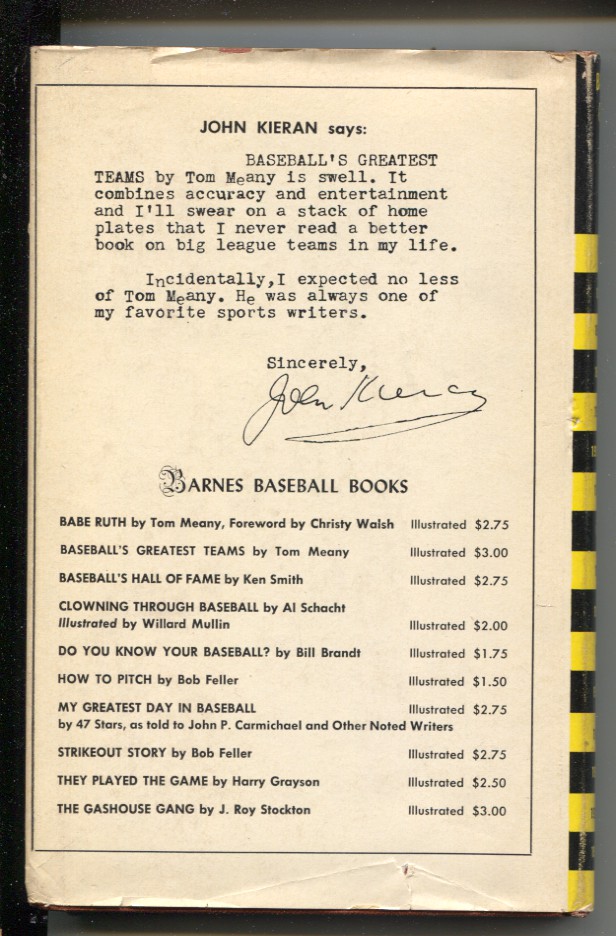 JOHN KIERAN says:
BASEBALL'S GREATEST
TEAMS by Tom Meany is swell. It
combines accuracy and entertainment
and I'll swear on a stack of home
plates that I never read a better
book on big league teams in my life.
Incidentally,I expected no less
of Tom Meany. He was always one of
my favorite sports writers.
Sincerely,
John Kieran
BARNES BASEBALL BOOKS
BABE RUTH by Tom Meany, Foreword by Christy Walsh Illustrated $2.75
BASEBALL'S GREATEST TEAMS by Tom Meany Illustrated $3.00
BASEBALL'S HALL OF FAME by Ken Smith Illustrated $2.75
CLOWNING THROUGH BASEBALL by Al Schacht
Illustrated by Willard Mullin Illustrated $2.00
DO YOU KNOW YOUR BASEBALL? by Bill Brandt Illustrated $1.75
HOW TO PITCH by Bob Feller Illustrated $1.50
MY GREATEST DAY IN BASEBALL Illustrated $2.75
by 47 Stars, as told to John P. Carmichael and Other Noted Writers
STRIKEOUT STORY by Bob Feller Illustrated $2.75
THEY PLAYED THE GAME by Harry Grayson Illustrated $2.50
THE GASHOUSE GANG by J. Roy Stockton Illustrated $3.00